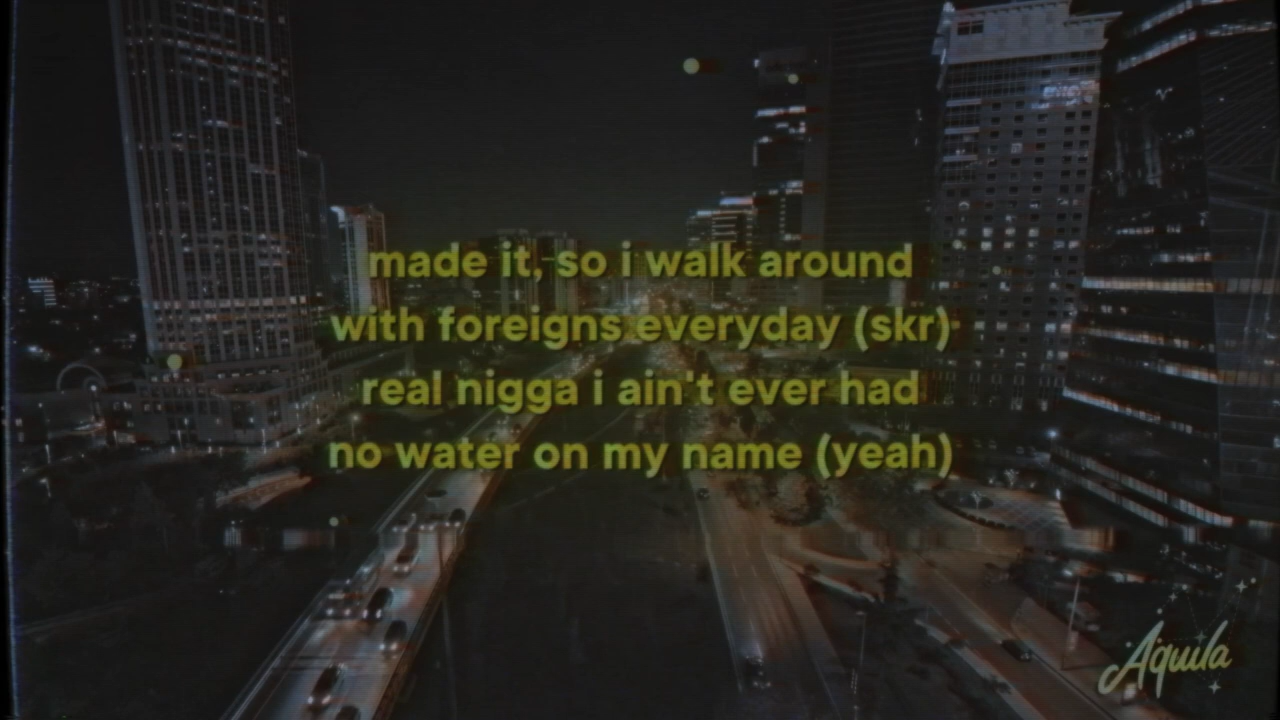 made it, so i walk around
with foreigns everyday (skr)
real nigga i ain't ever had
no water on my name (yeah)
Aquila